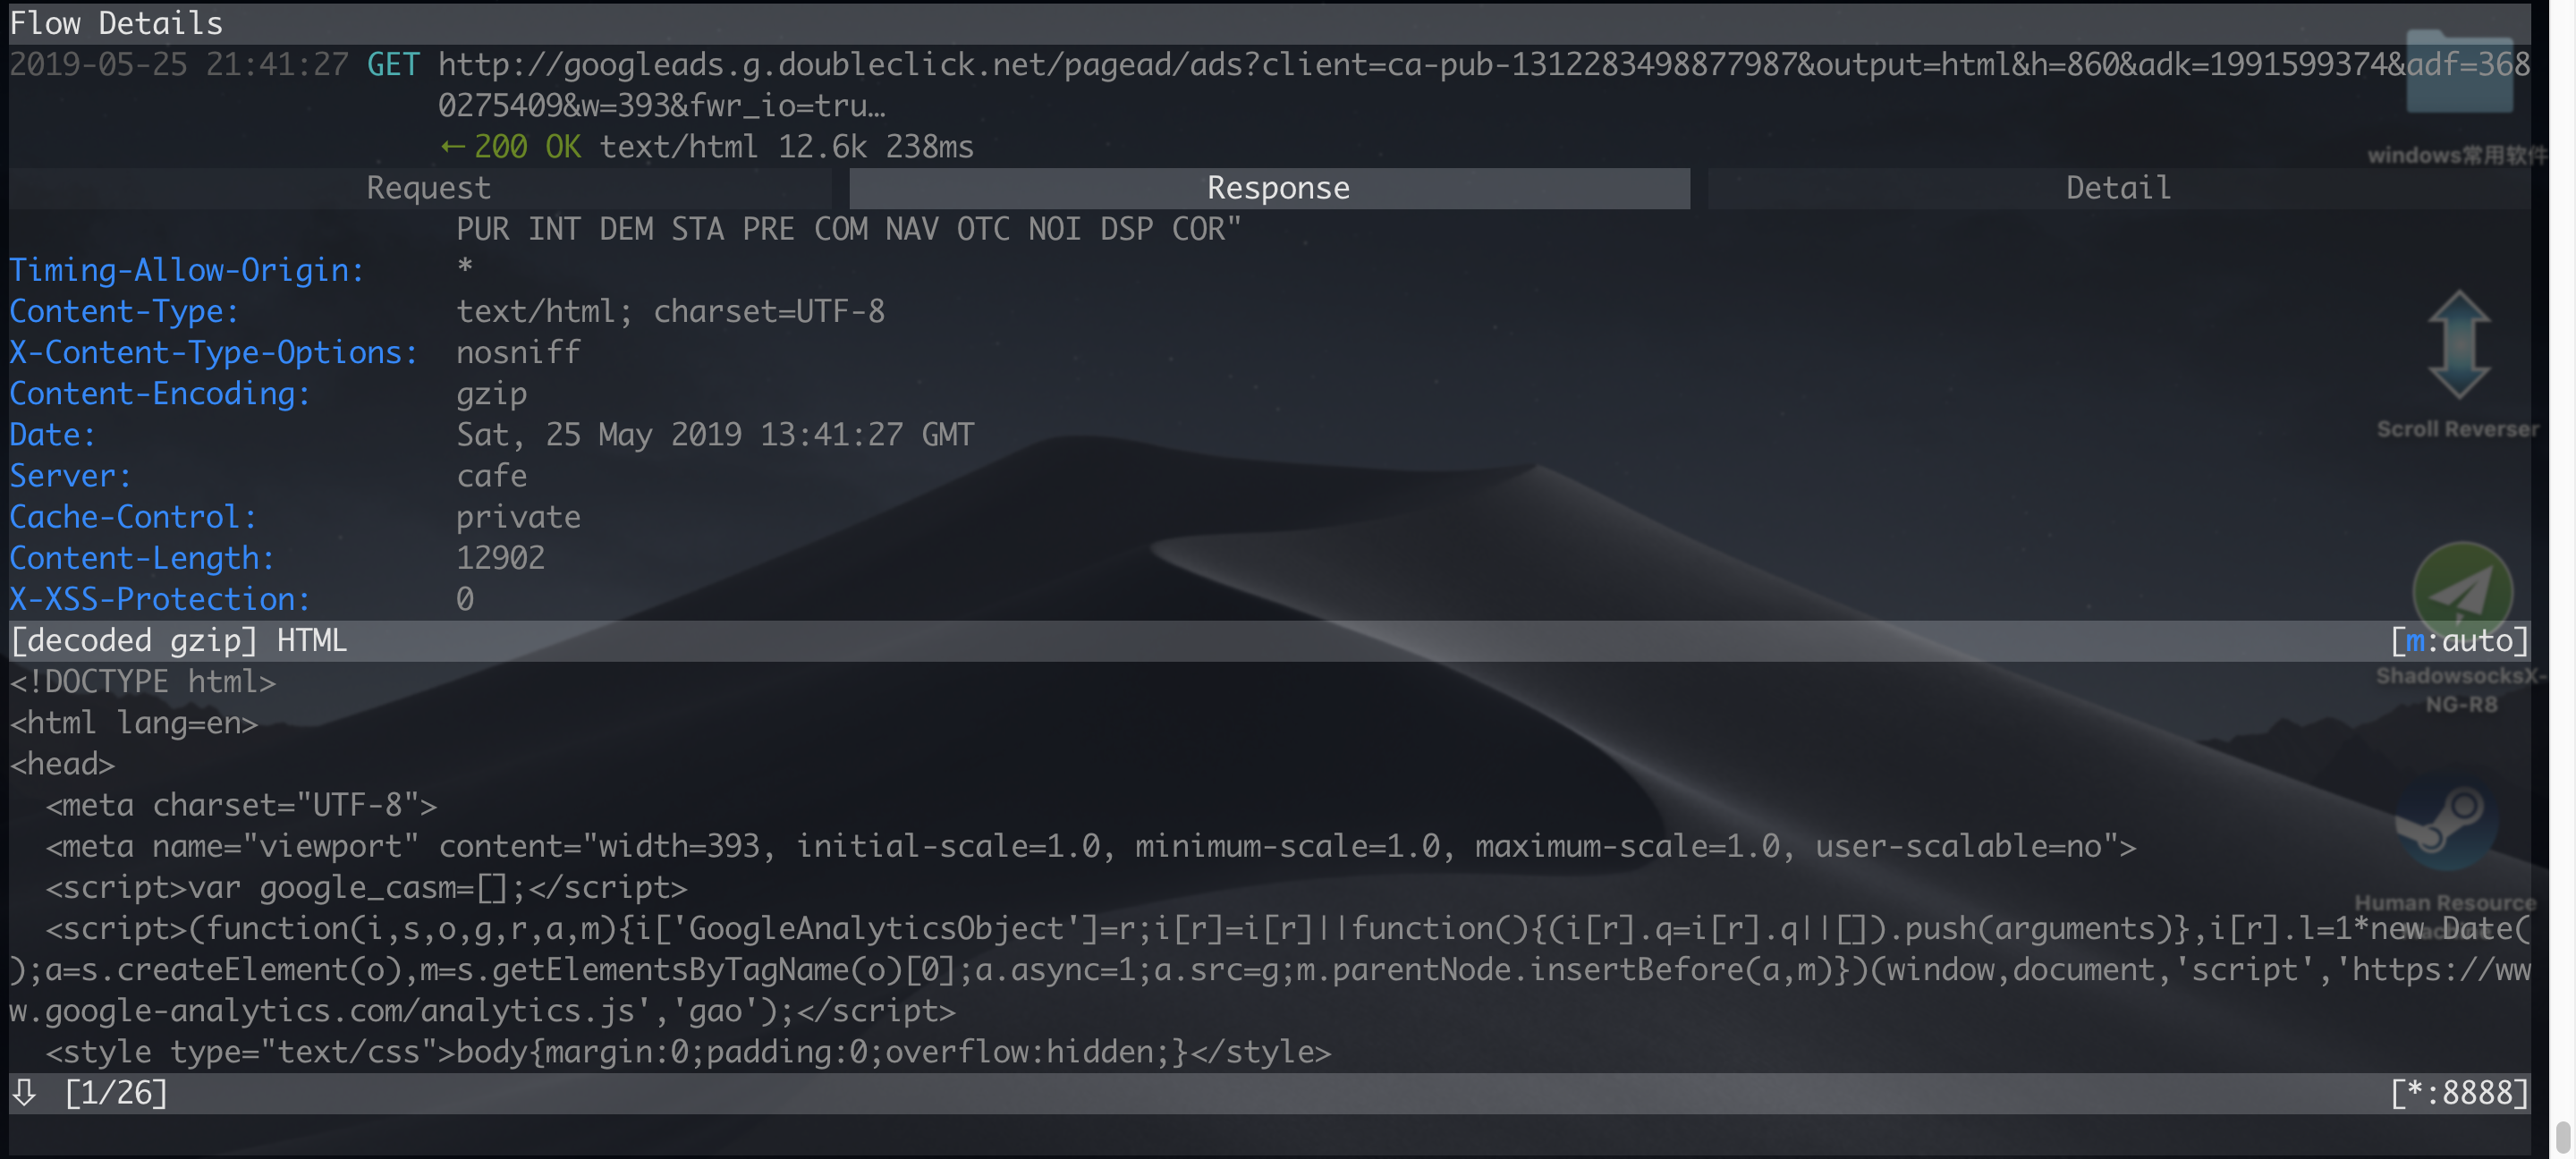 Flow Details
2019-05-25 21:41:27 GET http://googleads.g.doubleclick.net/pagead/ads?client=ca-pub-1312283498877987&output=html&h=860&adk=1991599374&adf=368
0275409&w=393&fwr_io=tru…
← 200 OK text/html 12.6k 238ms
windows常用软件
Request Response Detail
PUR INT DEM STA PRE COM NAV OTC NOI DSP COR"
Timing-Allow-Origin: *
Content-Type: text/html; charset=UTF-8
X-Content-Type-Options: nosniff
Content-Encoding: gzip
Date: Sat, 25 May 2019 13:41:27 GMT
Scroll Reverser
Server: cafe
Cache-Control: private
Content-Length: 12902
X-XSS-Protection: 0
[decoded gzip] HTML [m:auto]
<!DOCTYPE html>
ShadowsocksX-
NG-R8
<html lang=en>
<head>
<meta charset="UTF-8">
<meta name="viewport" content="width=393, initial-scale=1.0, minimum-scale=1.0, maximum-scale=1.0, user-scalable=no">
<script>var google_casm=[];</script>
Human Resource
Machine
<script>(function(i,s,o,g,r,a,m){i['GoogleAnalyticsObject']=r;i[r]=i[r]||function(){(i[r].q=i[r].q||[]).push(arguments)},i[r].l=1*new Date(
);a=s.createElement(o),m=s.getElementsByTagName(o)[0];a.async=1;a.src=g;m.parentNode.insertBefore(a,m)})(window,document,'script','https://ww
w.google-analytics.com/analytics.js','gao');</script>
<style type="text/css">body{margin:0;padding:0;overflow:hidden;}</style>
⇩ [1/26] [*:8888]